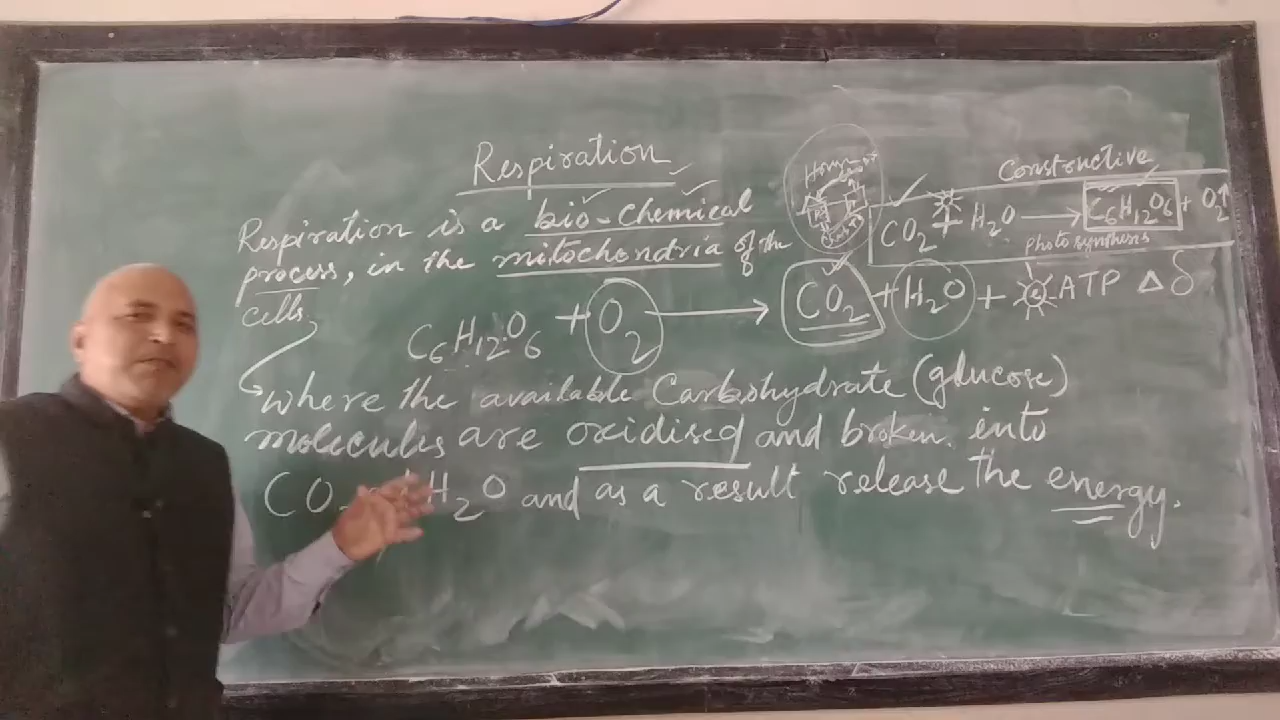 Respiration
Constructive
CO2 + H2O → C6H12O6 + O2↑
Photosynthesis
Respiration is a bio-chemical
process, in the mitochondria of the
cells
C6H12O6 + O2 → CO2 + H2O + ATP Δ δ
where the available Carbohydrate (glucose)
molecules are oxidised and broken into
CO H2O and as a result release the energy.